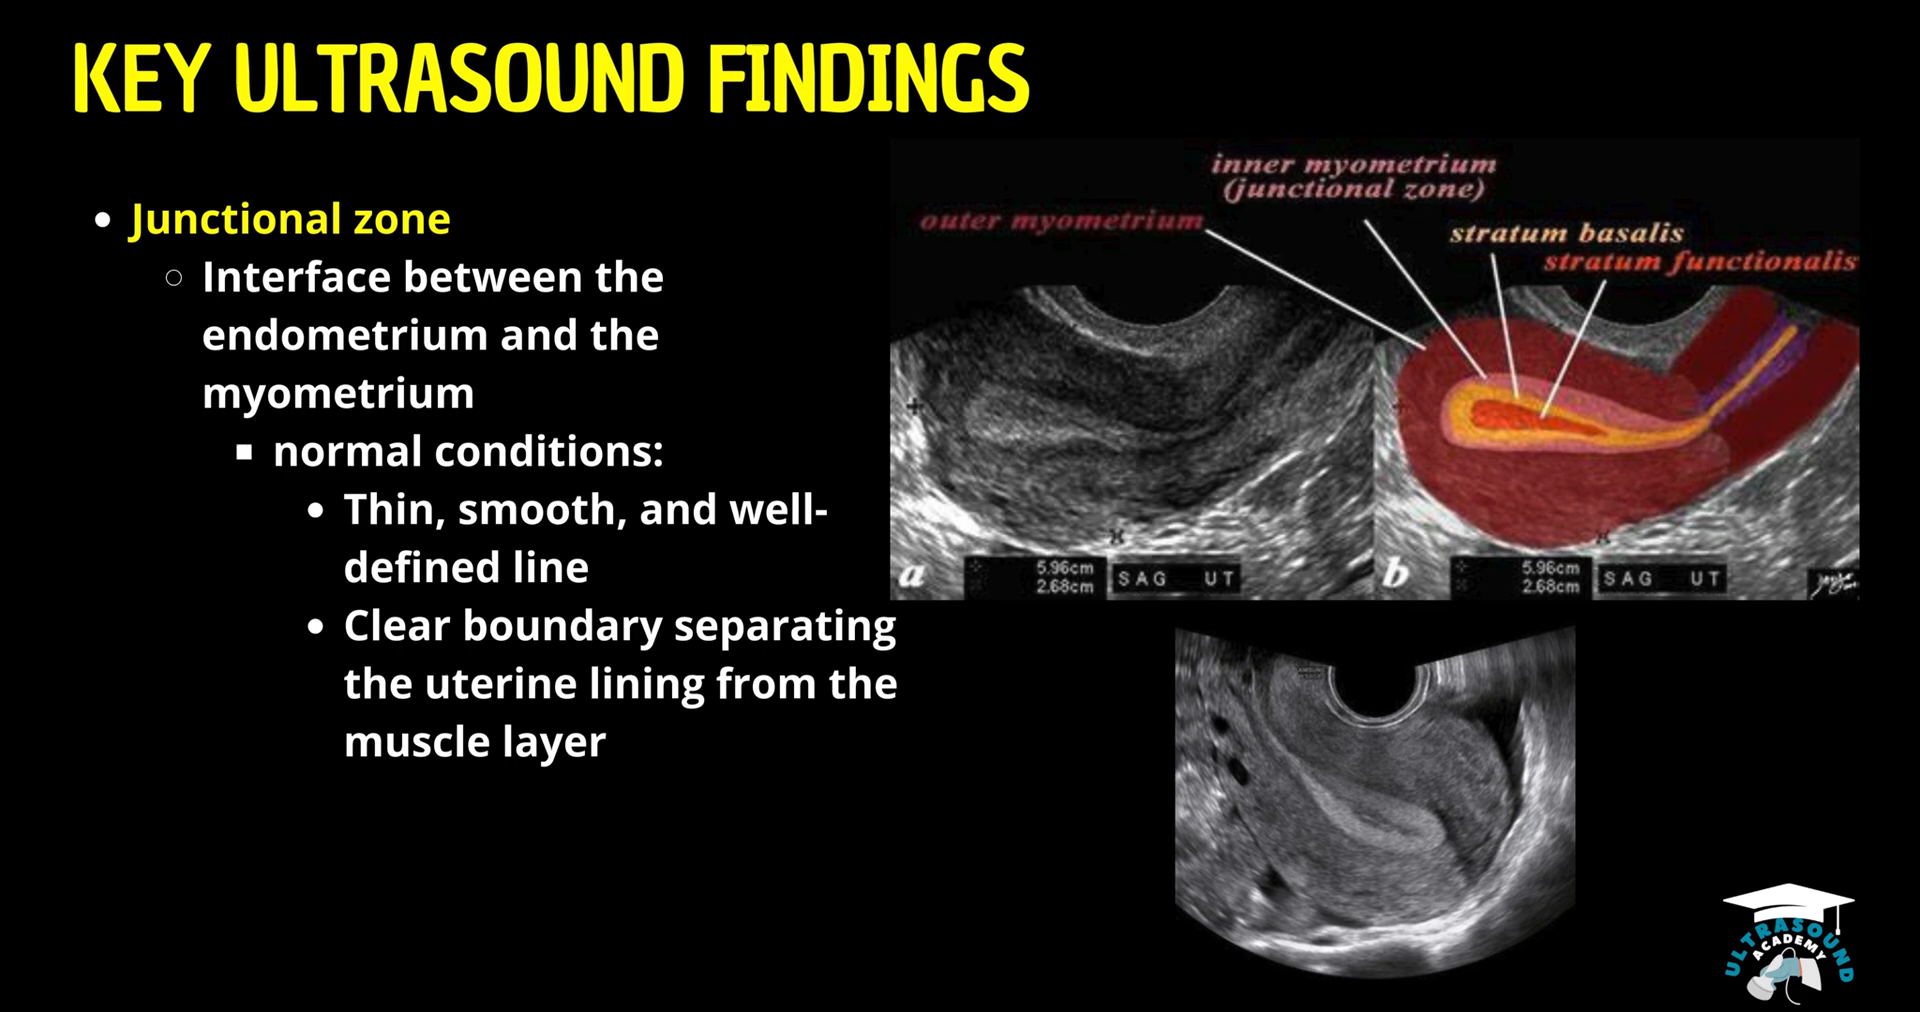 KEY ULTRASOUND FINDINGS
Junctional zone
Interface between the
endometrium and the
myometrium
normal conditions:
Thin, smooth, and well-
defined line
Clear boundary separating
the uterine lining from the
muscle layer
inner myometrium
(junctional zone)
outer myometrium
stratum basalis
stratum functionalis
a
5.96cm
2.68cm
SAG UT
b
5.96cm
2.68cm
SAG UT
ULTRASOUND
ACADEMY